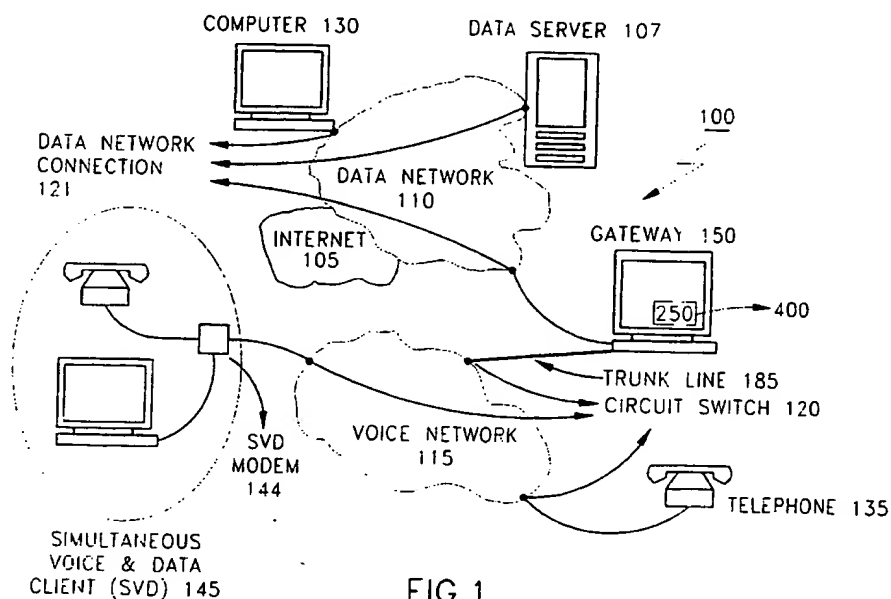 COMPUTER 130
DATA SERVER 107
100
DATA NETWORK
CONNECTION
121
DATA NETWORK
110
INTERNET
105
GATEWAY 150
250
400
TRUNK LINE 185
CIRCUIT SWITCH 120
VOICE NETWORK
115
SVD
MODEM
144
TELEPHONE 135
SIMULTANEOUS
VOICE & DATA
CLIENT (SVD) 145
FIG. 1